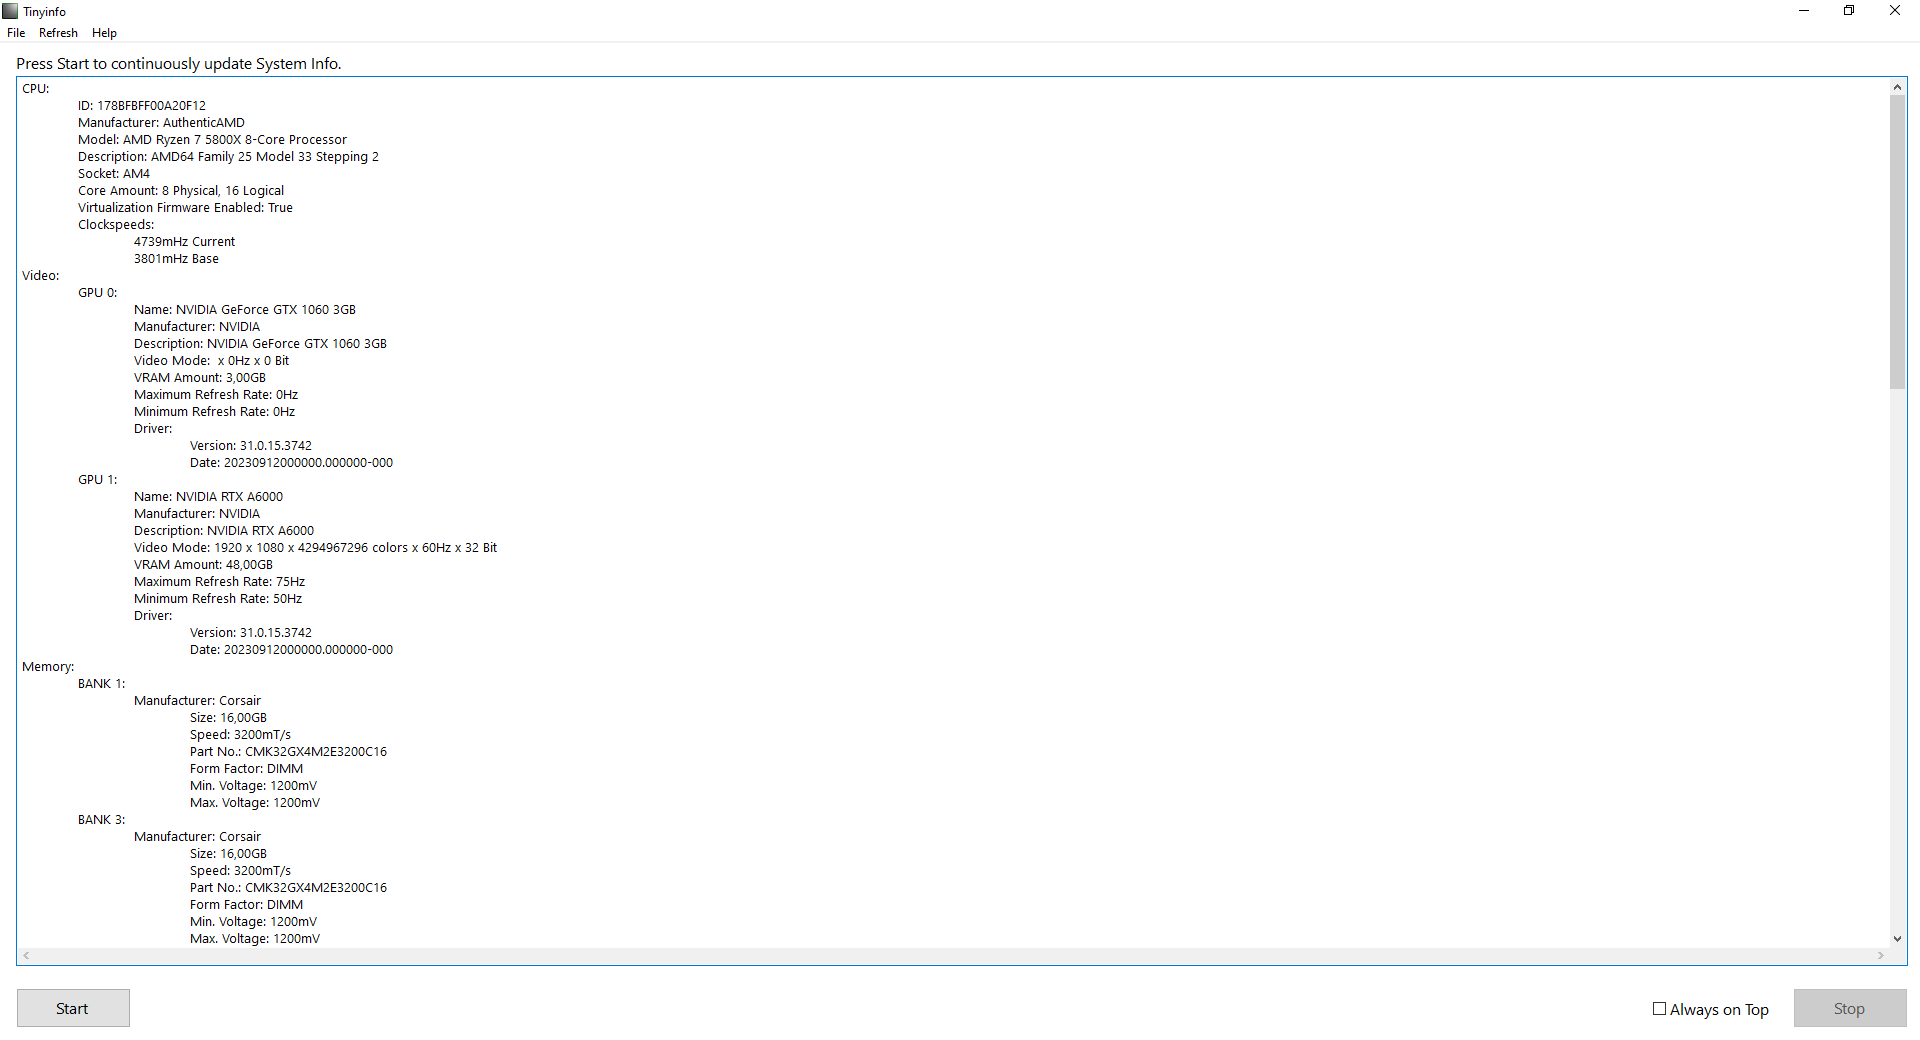 Tinyinfo
File Refresh Help
Press Start to continuously update System Info.
CPU:
ID: 178BFBFF00A20F12
Manufacturer: AuthenticAMD
Model: AMD Ryzen 7 5800X 8-Core Processor
Description: AMD64 Family 25 Model 33 Stepping 2
Socket: AM4
Core Amount: 8 Physical, 16 Logical
Virtualization Firmware Enabled: True
Clockspeeds:
4739mHz Current
3801mHz Base
Video:
GPU 0:
Name: NVIDIA GeForce GTX 1060 3GB
Manufacturer: NVIDIA
Description: NVIDIA GeForce GTX 1060 3GB
Video Mode:  x 0Hz x 0 Bit
VRAM Amount: 3,00GB
Maximum Refresh Rate: 0Hz
Minimum Refresh Rate: 0Hz
Driver:
Version: 31.0.15.3742
Date: 20230912000000.000000-000
GPU 1:
Name: NVIDIA RTX A6000
Manufacturer: NVIDIA
Description: NVIDIA RTX A6000
Video Mode: 1920 x 1080 x 4294967296 colors x 60Hz x 32 Bit
VRAM Amount: 48,00GB
Maximum Refresh Rate: 75Hz
Minimum Refresh Rate: 50Hz
Driver:
Version: 31.0.15.3742
Date: 20230912000000.000000-000
Memory:
BANK 1:
Manufacturer: Corsair
Size: 16,00GB
Speed: 3200mT/s
Part No.: CMK32GX4M2E3200C16
Form Factor: DIMM
Min. Voltage: 1200mV
Max. Voltage: 1200mV
BANK 3:
Manufacturer: Corsair
Size: 16,00GB
Speed: 3200mT/s
Part No.: CMK32GX4M2E3200C16
Form Factor: DIMM
Min. Voltage: 1200mV
Max. Voltage: 1200mV
Start
Always on Top
Stop